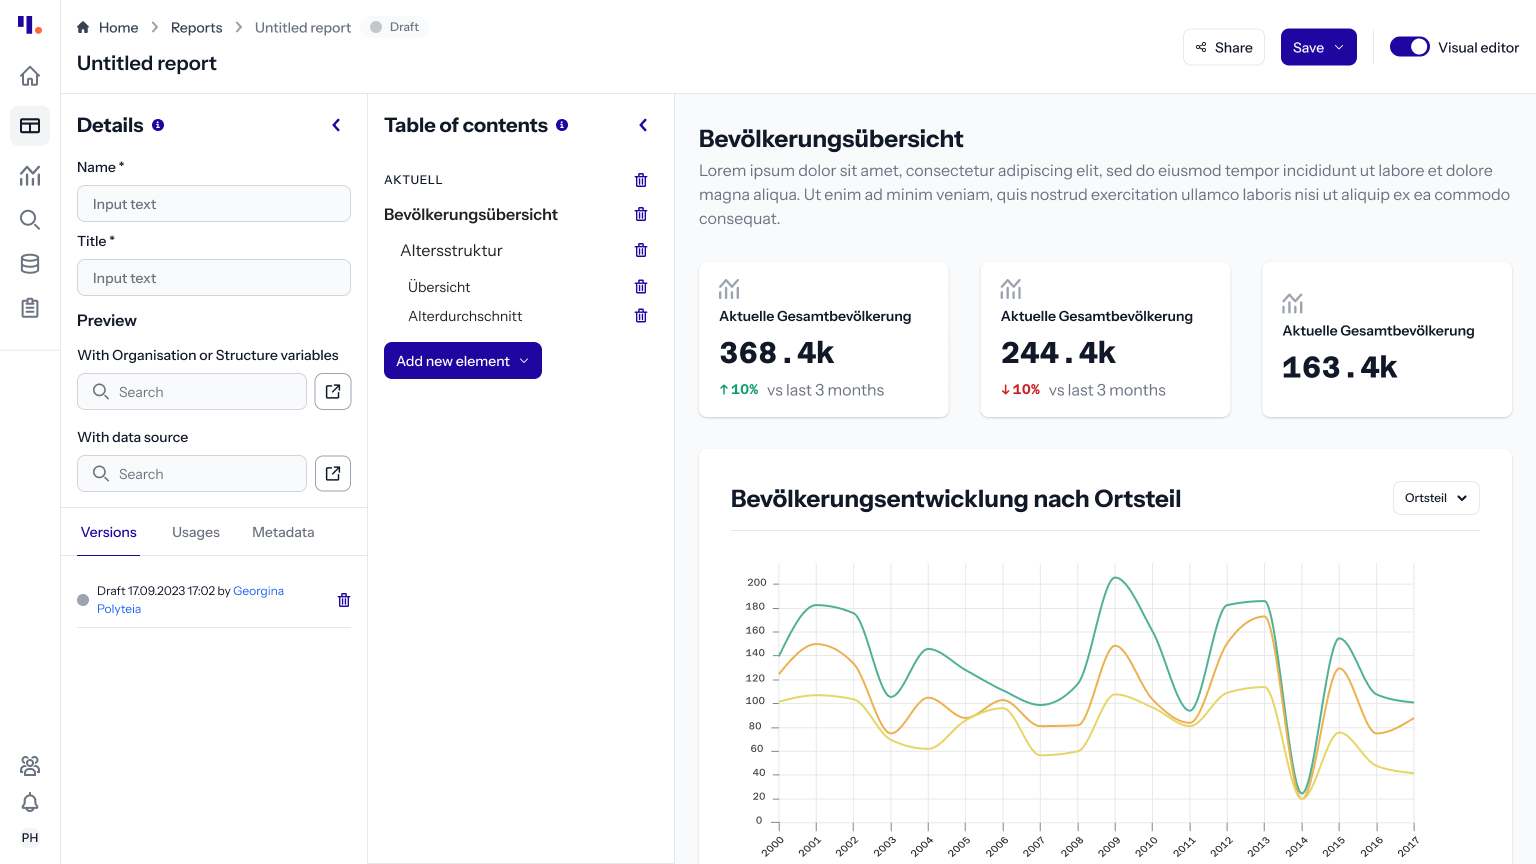 Home
Reports
Untitled report
Draft
Untitled report
Share
Save
Visual editor
Details
Name *
Input text
Title *
Input text
Preview
With Organisation or Structure variables
Search
With data source
Search
Versions
Usages
Metadata
Draft 17.09.2023 17:02 by Georgina
Polyteia
PH
Table of contents
AKTUELL
Bevölkerungsübersicht
Altersstruktur
Übersicht
Alterdurchschnitt
Add new element
Bevölkerungsübersicht
Lorem ipsum dolor sit amet, consectetur adipiscing elit, sed do eiusmod tempor incididunt ut labore et dolore
magna aliqua. Ut enim ad minim veniam, quis nostrud exercitation ullamco laboris nisi ut aliquip ex ea commodo
consequat.
Aktuelle Gesamtbevölkerung
368.4k
↑10% vs last 3 months
Aktuelle Gesamtbevölkerung
244.4k
↓10% vs last 3 months
Aktuelle Gesamtbevölkerung
163.4k
Bevölkerungsentwicklung nach Ortsteil
Ortsteil
200
180
160
140
120
100
80
60
40
20
0
2000 2001 2002 2003 2004 2005 2006 2007 2008 2009 2010 2011 2012 2013 2014 2015 2016 2017